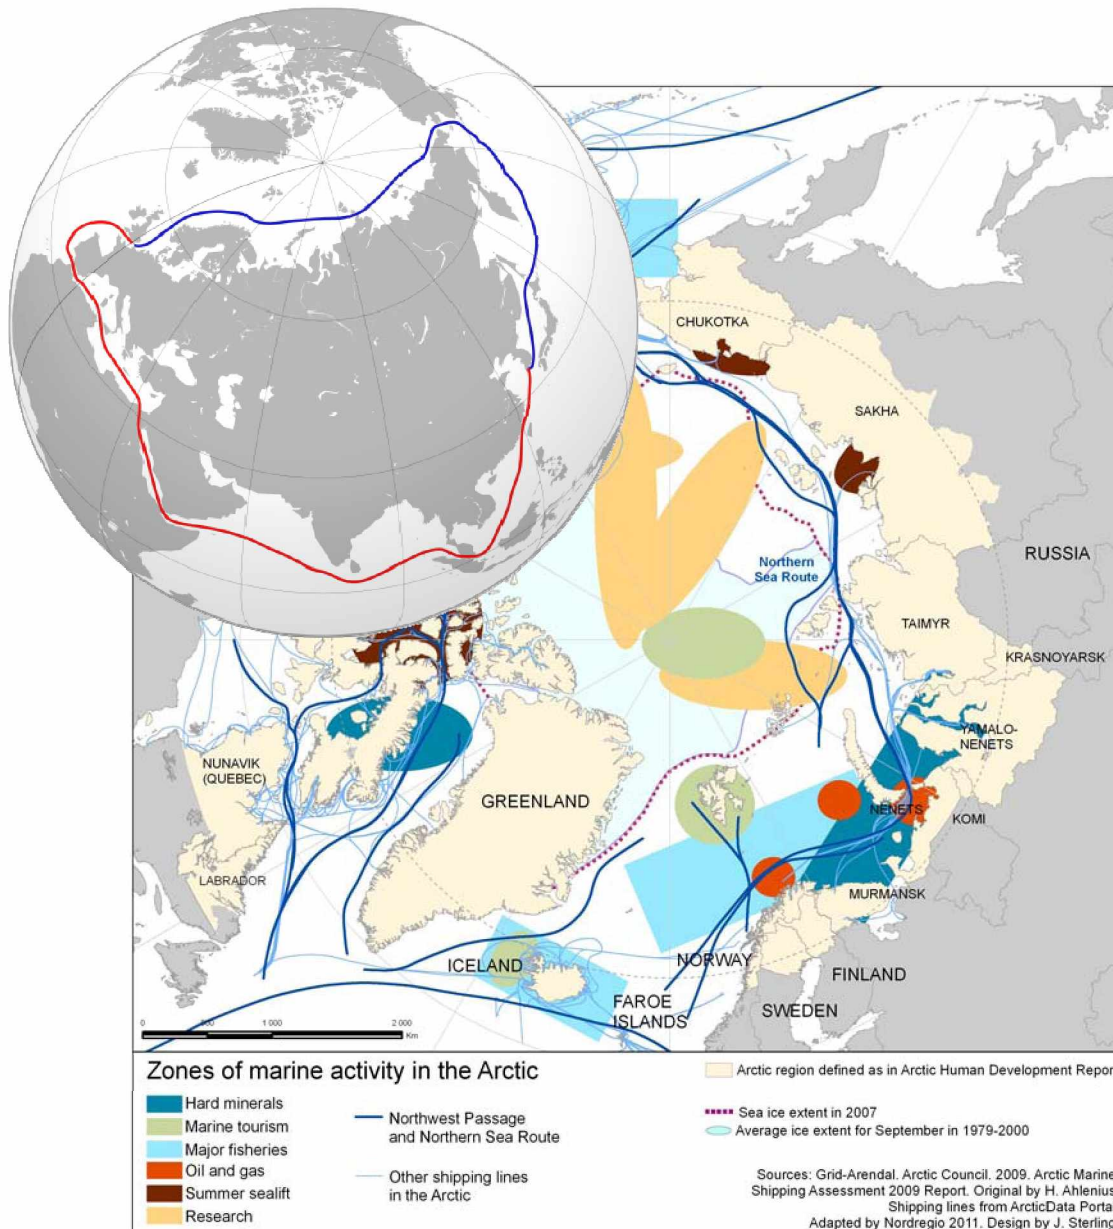 CHUKOTKA
SAKHA
RUSSIA
Northern
Sea Route
TAIMYR
KRASNOYARSK
YAMALO-
NENETS
NUNAVIK
(QUEBEC)
GREENLAND
NENETS
KOMI
LABRADOR
MURMANSK
ICELAND
NORWAY
FINLAND
FAROE
ISLANDS
SWEDEN
0 500 1 000 2 000
Km
Zones of marine activity in the Arctic
Hard minerals
Marine tourism
Major fisheries
Oil and gas
Summer sealift
Research
Northwest Passage
and Northern Sea Route
Other shipping lines
in the Arctic
Arctic region defined as in Arctic Human Development Repor
Sea ice extent in 2007
Average ice extent for September in 1979-2000
Sources: Grid-Arendal. Arctic Council. 2009. Arctic Marine
Shipping Assessment 2009 Report. Original by H. Ahlenius
Shipping lines from ArcticData Porta
Adapted by Nordregio 2011. Design by J. Sterling